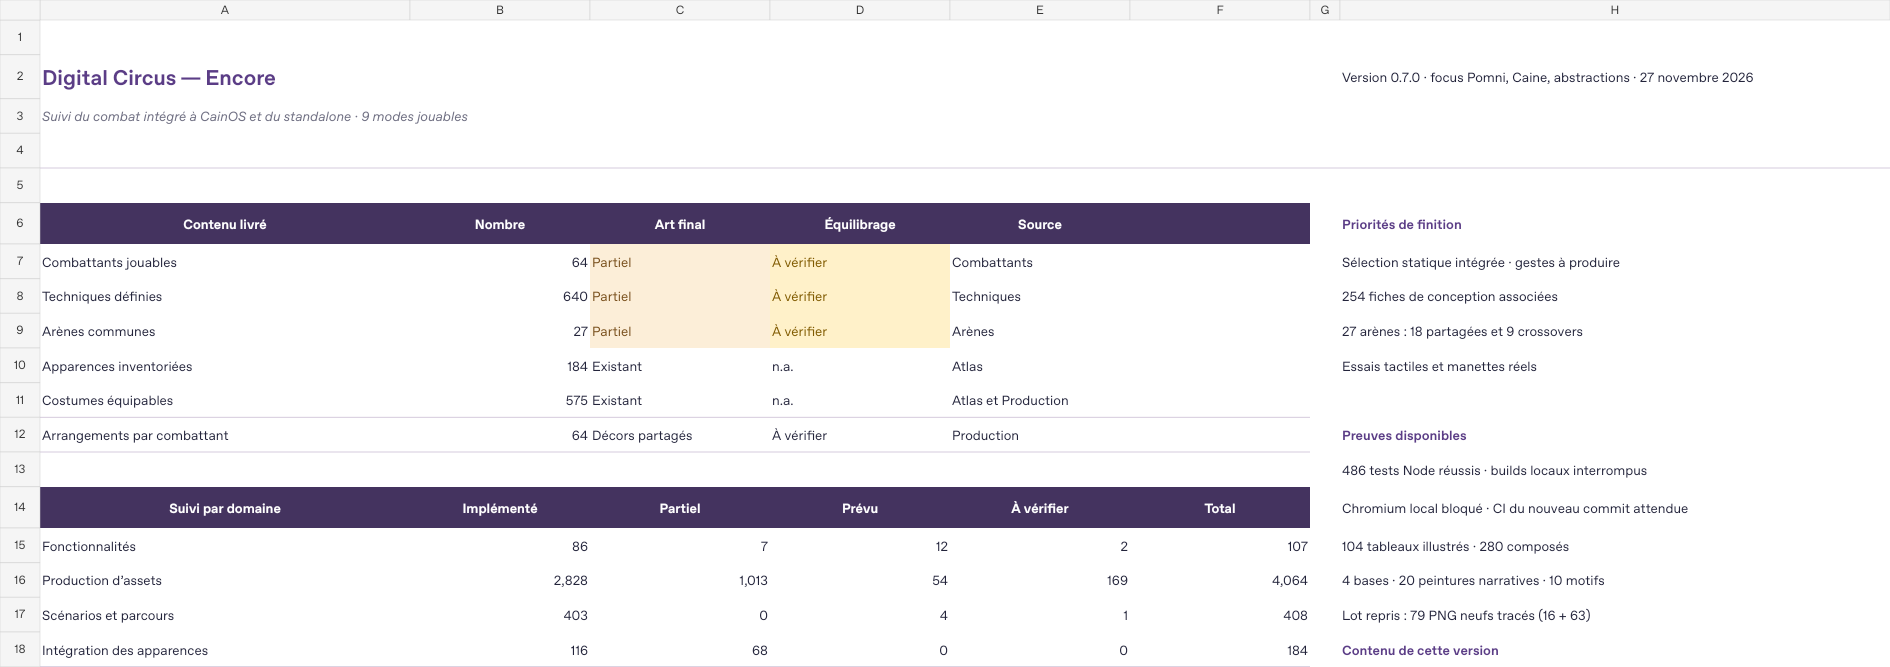 A B C D E F G H
1
2 Digital Circus — Encore Version 0.7.0 · focus Pomni, Caine, abstractions · 27 novembre 2026
3 Suivi du combat intégré à CainOS et du standalone · 9 modes jouables
4
5
6 Contenu livré Nombre Art final Équilibrage Source Priorités de finition
7 Combattants jouables 64 Partiel À vérifier Combattants Sélection statique intégrée · gestes à produire
8 Techniques définies 640 Partiel À vérifier Techniques 254 fiches de conception associées
9 Arènes communes 27 Partiel À vérifier Arènes 27 arènes : 18 partagées et 9 crossovers
10 Apparences inventoriées 184 Existant n.a. Atlas Essais tactiles et manettes réels
11 Costumes équipables 575 Existant n.a. Atlas et Production
12 Arrangements par combattant 64 Décors partagés À vérifier Production Preuves disponibles
13 486 tests Node réussis · builds locaux interrompus
14 Suivi par domaine Implémenté Partiel Prévu À vérifier Total Chromium local bloqué · CI du nouveau commit attendue
15 Fonctionnalités 86 7 12 2 107 104 tableaux illustrés · 280 composés
16 Production d’assets 2,828 1,013 54 169 4,064 4 bases · 20 peintures narratives · 10 motifs
17 Scénarios et parcours 403 0 4 1 408 Lot repris : 79 PNG neufs tracés (16 + 63)
18 Intégration des apparences 116 68 0 0 184 Contenu de cette version